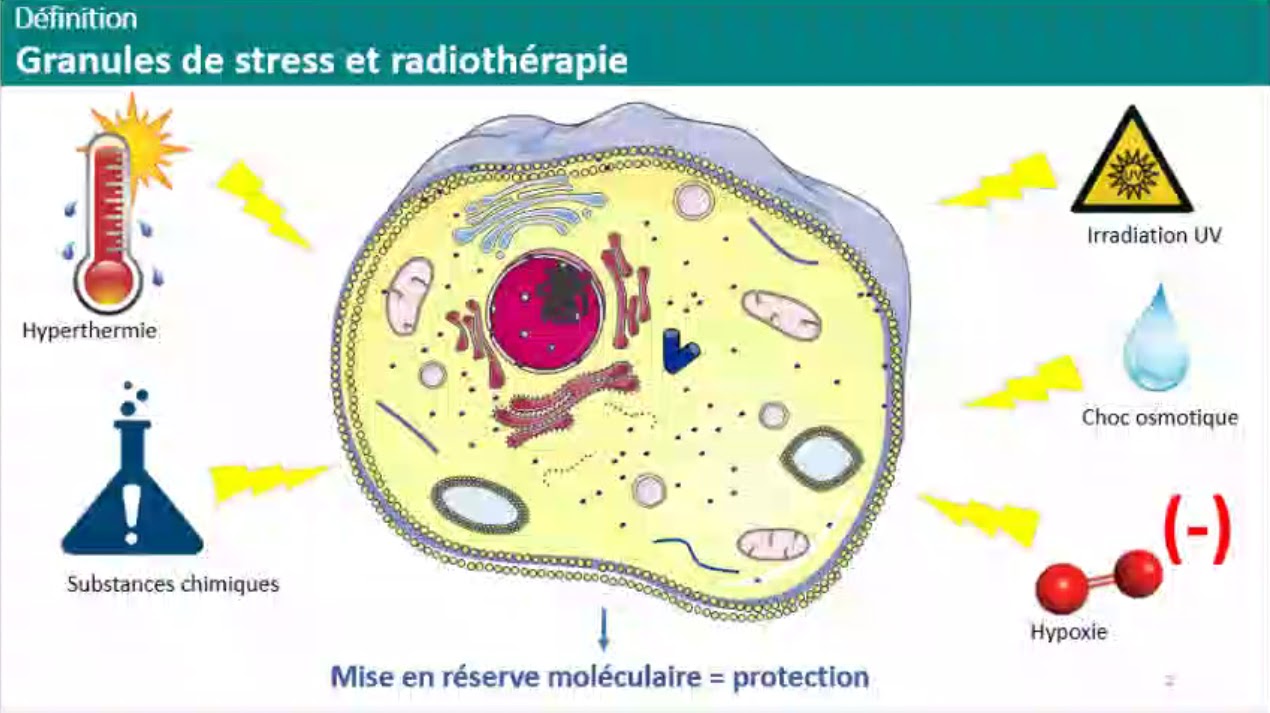 Définition
Granules de stress et radiothérapie
Hyperthermie
Substances chimiques
UV
Irradiation UV
Choc osmotique
(-)
Hypoxie
Mise en réserve moléculaire = protection
2